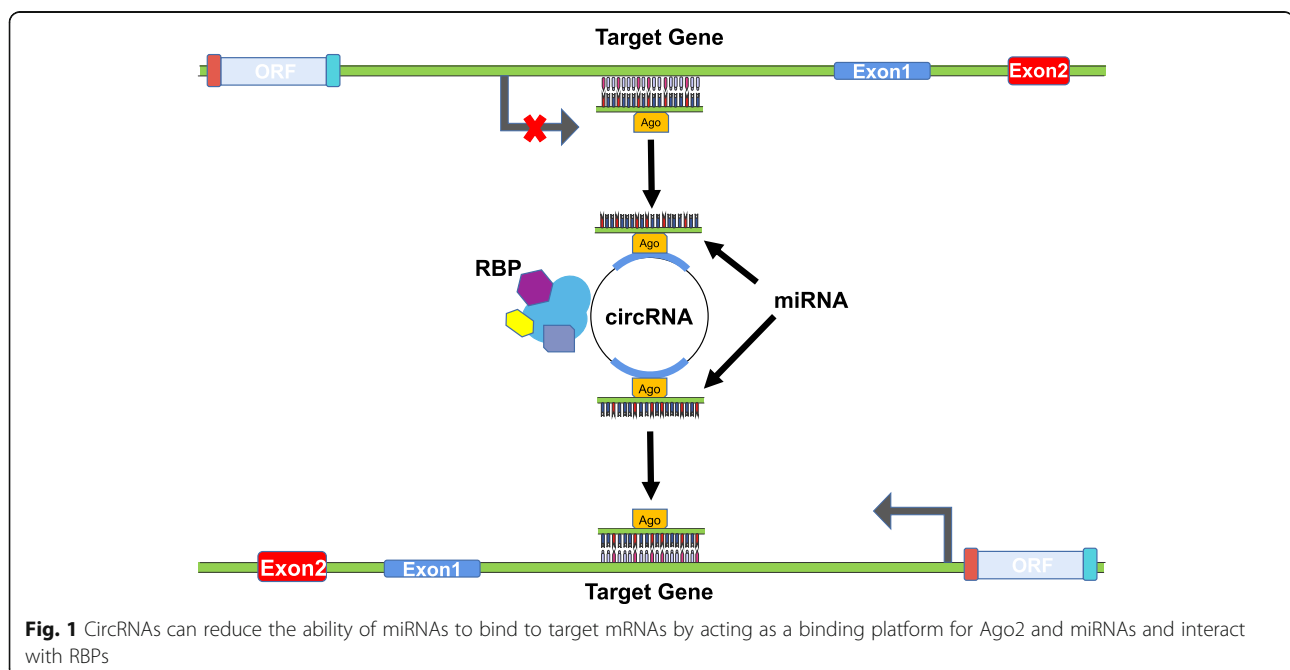 Target Gene
ORF
Exon1
Exon2
Ago
Ago
RBP
circRNA
miRNA
Ago
Ago
Exon2
Exon1
ORF
Target Gene
Fig. 1 CircRNAs can reduce the ability of miRNAs to bind to target mRNAs by acting as a binding platform for Ago2 and miRNAs and interact
with RBPs